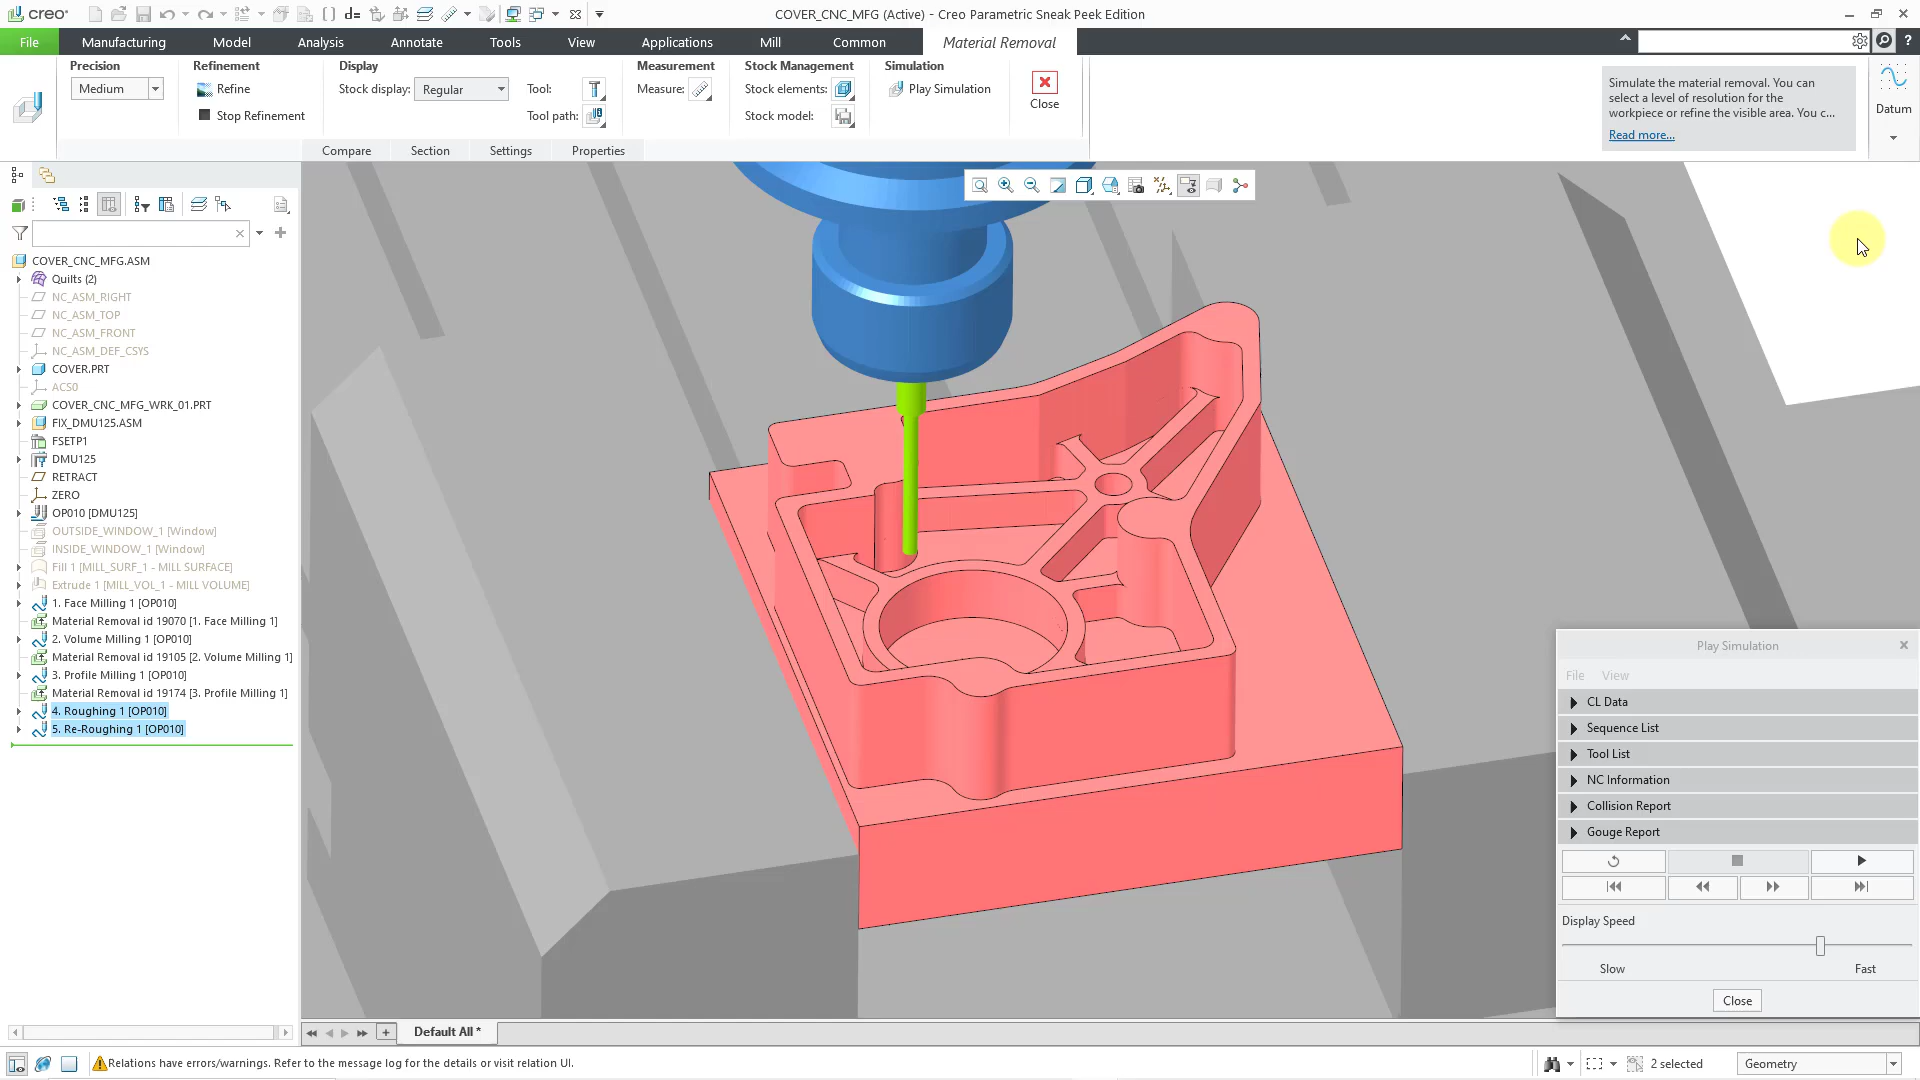 creo
COVER_CNC_MFG (Active) - Creo Parametric Sneak Peek Edition
File Manufacturing Model Analysis Annotate Tools View Applications Mill Common Material Removal
Precision Refinement Display Measurement Stock Management Simulation
Medium Refine Stock display: Regular Tool: Measure: Stock elements: Play Simulation
Stop Refinement Tool path: Stock model: Close
Compare Section Settings Properties
Simulate the material removal. You can
select a level of resolution for the
workpiece or refine the visible area. You c...
Read more...
Datum
COVER_CNC_MFG.ASM
Quilts (2)
NC_ASM_RIGHT
NC_ASM_TOP
NC_ASM_FRONT
NC_ASM_DEF_CSYS
COVER.PRT
ACS0
COVER_CNC_MFG_WRK_01.PRT
FIX_DMU125.ASM
FSETP1
DMU125
RETRACT
ZERO
OP010 [DMU125]
OUTSIDE_WINDOW_1 [Window]
INSIDE_WINDOW_1 [Window]
Fill 1 [MILL_SURF_1 - MILL SURFACE]
Extrude 1 [MILL_VOL_1 - MILL VOLUME]
1. Face Milling 1 [OP010]
Material Removal id 19070 [1. Face Milling 1]
2. Volume Milling 1 [OP010]
Material Removal id 19105 [2. Volume Milling 1]
3. Profile Milling 1 [OP010]
Material Removal id 19174 [3. Profile Milling 1]
4. Roughing 1 [OP010]
5. Re-Roughing 1 [OP010]
Play Simulation
File View
CL Data
Sequence List
Tool List
NC Information
Collision Report
Gouge Report
Display Speed
Slow Fast
Close
Default All *
Relations have errors/warnings. Refer to the message log for the details or visit relation UI.
2 selected
Geometry